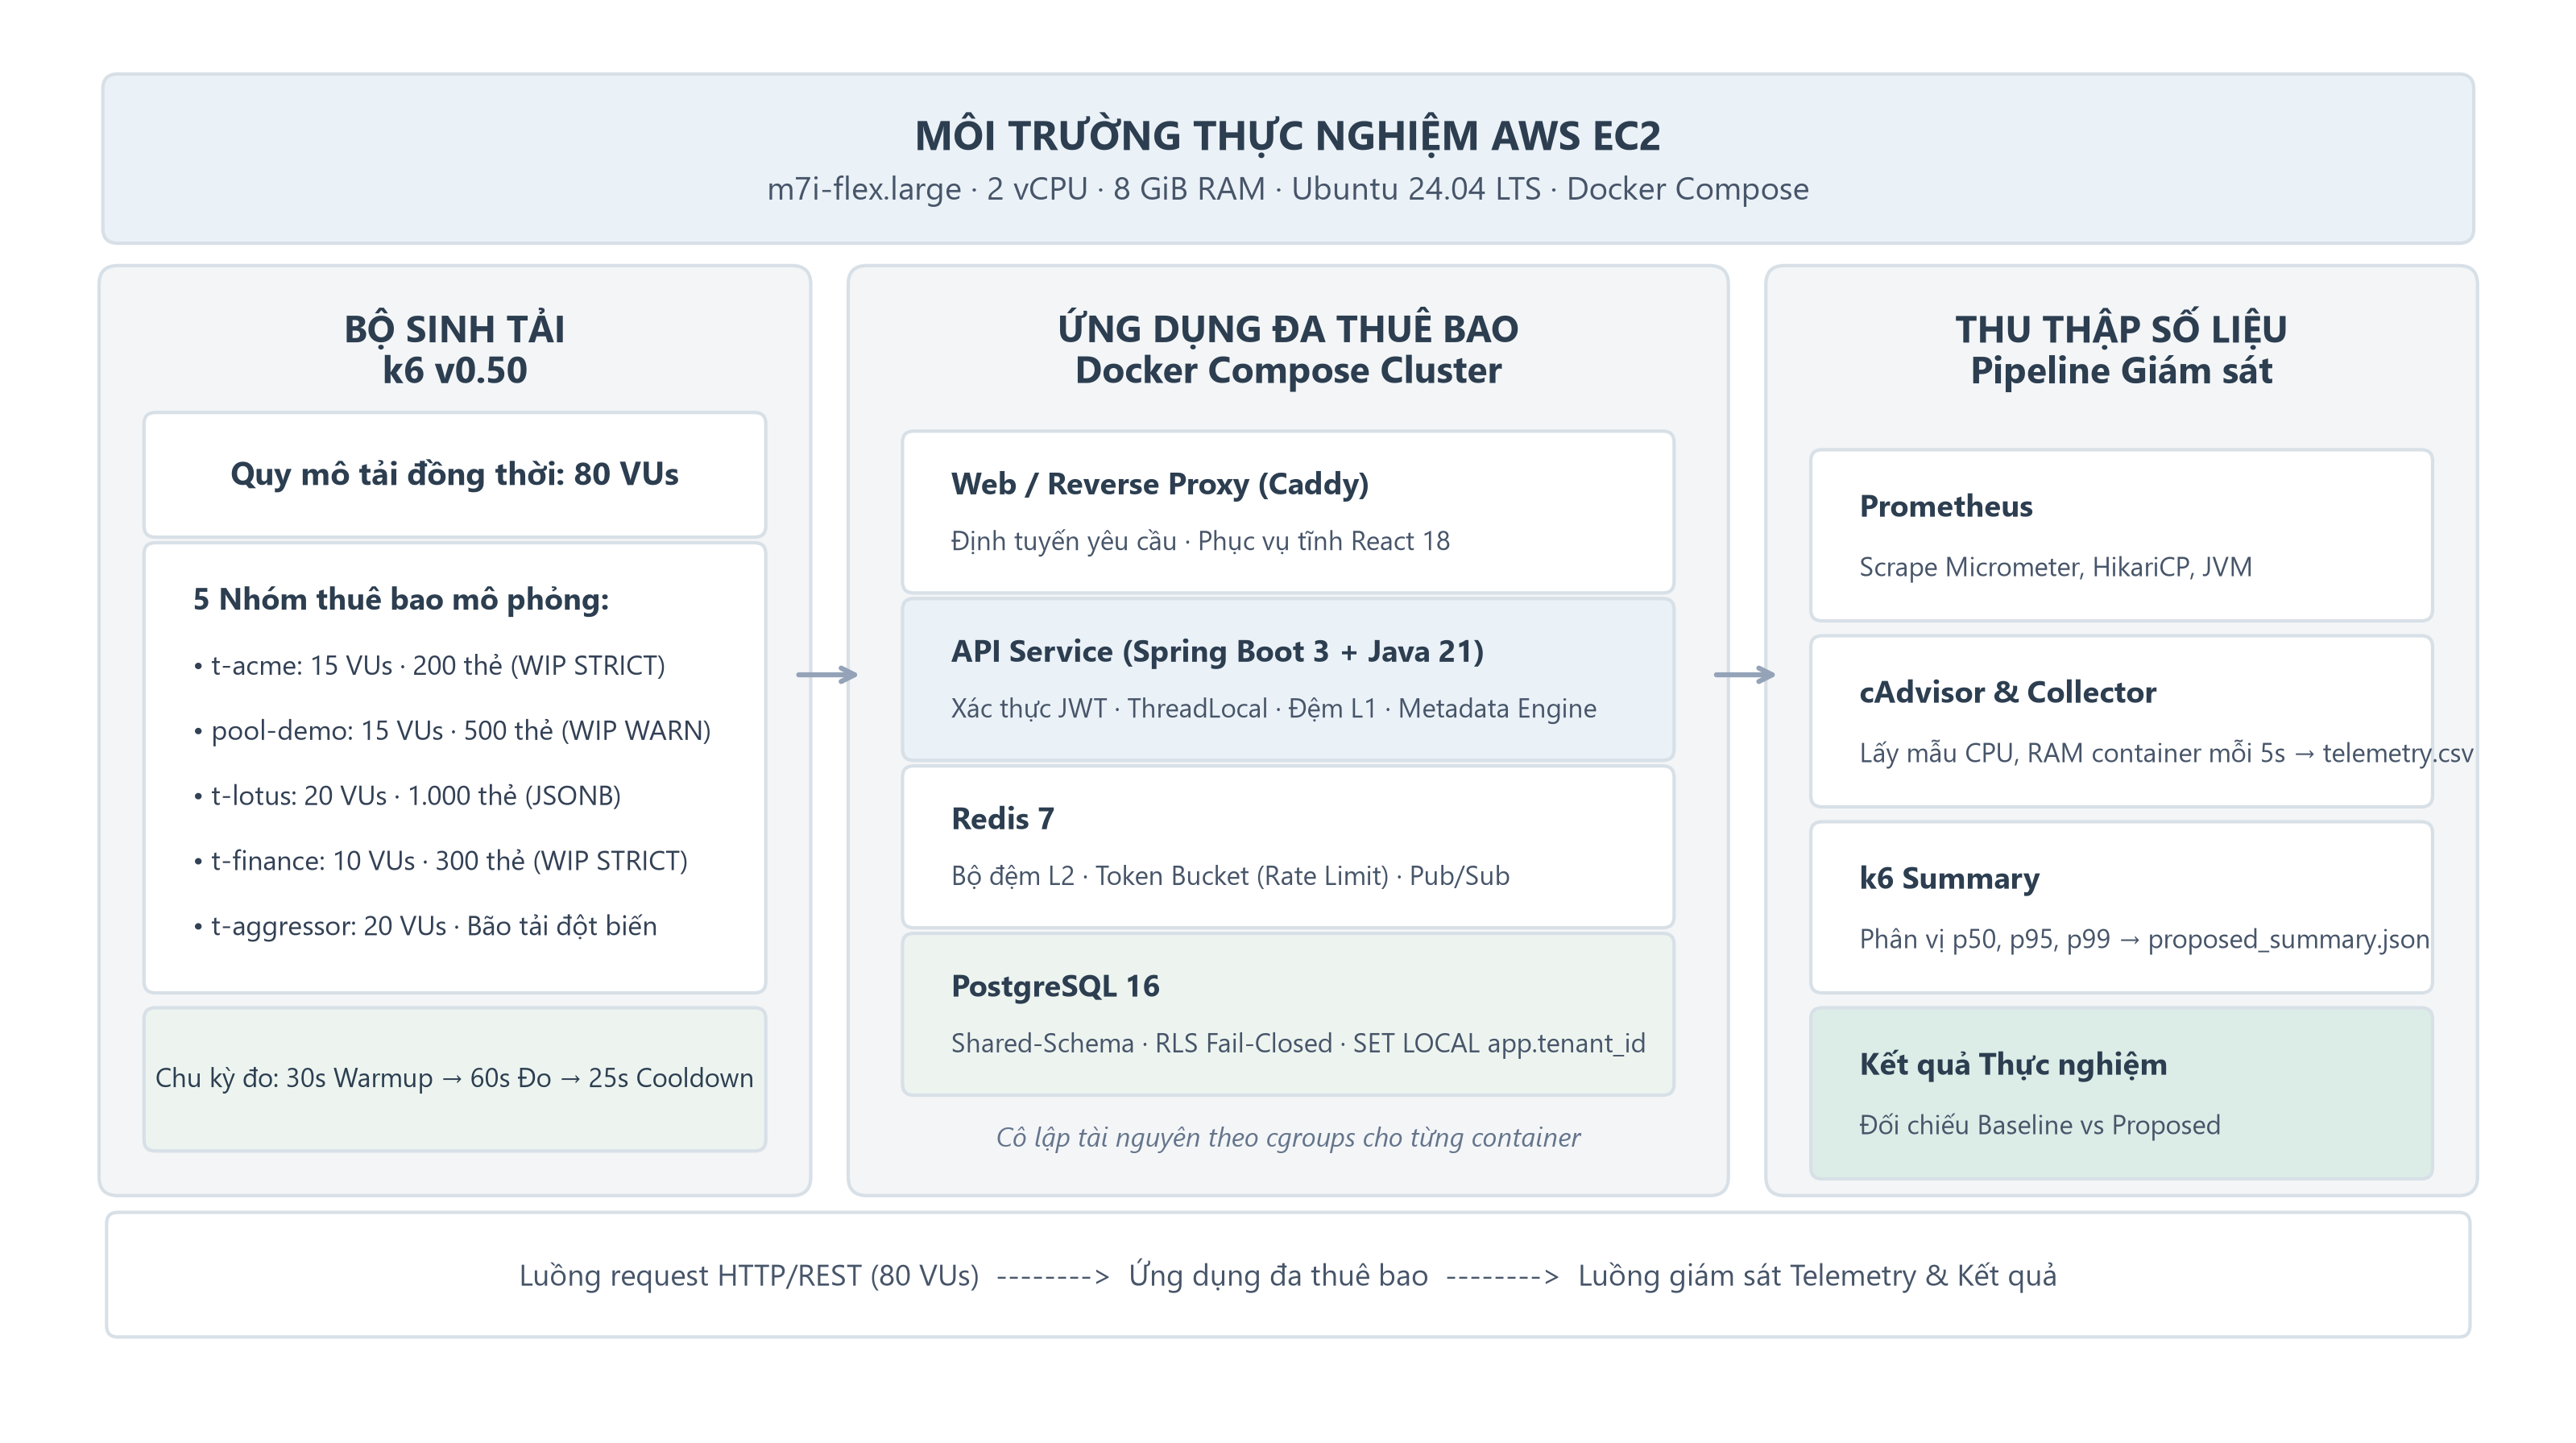 MÔI TRƯỜNG THỰC NGHIỆM AWS EC2
m7i-flex.large · 2 vCPU · 8 GiB RAM · Ubuntu 24.04 LTS · Docker Compose
BỘ SINH TẢI
k6 v0.50
Quy mô tải đồng thời: 80 VUs
5 Nhóm thuê bao mô phỏng:
• t-acme: 15 VUs · 200 thẻ (WIP STRICT)
• pool-demo: 15 VUs · 500 thẻ (WIP WARN)
• t-lotus: 20 VUs · 1.000 thẻ (JSONB)
• t-finance: 10 VUs · 300 thẻ (WIP STRICT)
• t-aggressor: 20 VUs · Bão tải đột biến
Chu kỳ đo: 30s Warmup → 60s Đo → 25s Cooldown
ỨNG DỤNG ĐA THUÊ BAO
Docker Compose Cluster
Web / Reverse Proxy (Caddy)
Định tuyến yêu cầu · Phục vụ tĩnh React 18
API Service (Spring Boot 3 + Java 21)
Xác thực JWT · ThreadLocal · Đệm L1 · Metadata Engine
Redis 7
Bộ đệm L2 · Token Bucket (Rate Limit) · Pub/Sub
PostgreSQL 16
Shared-Schema · RLS Fail-Closed · SET LOCAL app.tenant_id
Cô lập tài nguyên theo cgroups cho từng container
THU THẬP SỐ LIỆU
Pipeline Giám sát
Prometheus
Scrape Micrometer, HikariCP, JVM
cAdvisor & Collector
Lấy mẫu CPU, RAM container mỗi 5s → telemetry.csv
k6 Summary
Phân vị p50, p95, p99 → proposed_summary.json
Kết quả Thực nghiệm
Đối chiếu Baseline vs Proposed
Luồng request HTTP/REST (80 VUs) --------> Ứng dụng đa thuê bao --------> Luồng giám sát Telemetry & Kết quả